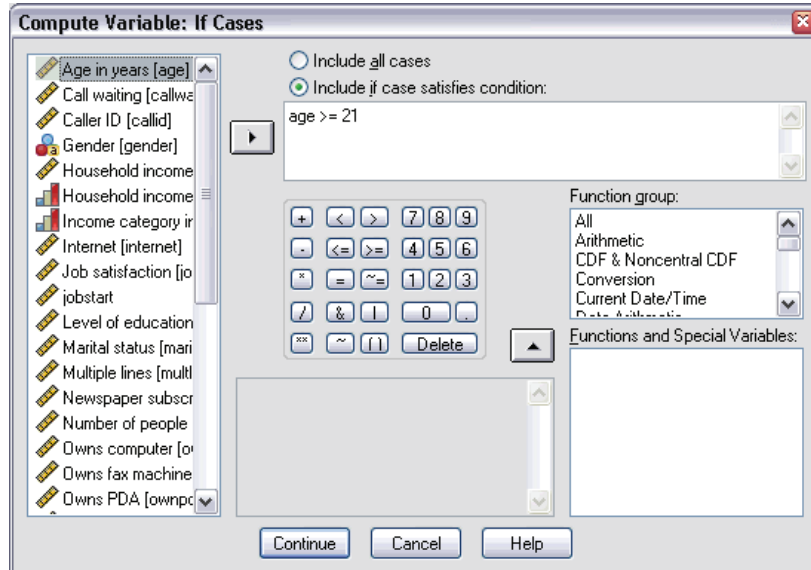 Compute Variable: If Cases
Age in years [age]
Call waiting [callwa
Caller ID [callid]
Gender [gender]
Household income
Household income
Income category ir
Internet [internet]
Job satisfaction [jo
jobstart
Level of education
Marital status [mari
Multiple lines [multl
Newspaper subscr
Number of people
Owns computer [o
Owns fax machine
Owns PDA [ownpc
Include all cases
Include if case satisfies condition:
age >= 21
+ < > 7 8 9
- <= >= 4 5 6
* = ~= 1 2 3
/ & | 0 .
** ~ () Delete
Function group:
All
Arithmetic
CDF & Noncentral CDF
Conversion
Current Date/Time
Date Arithmetic
Functions and Special Variables:
Continue Cancel Help